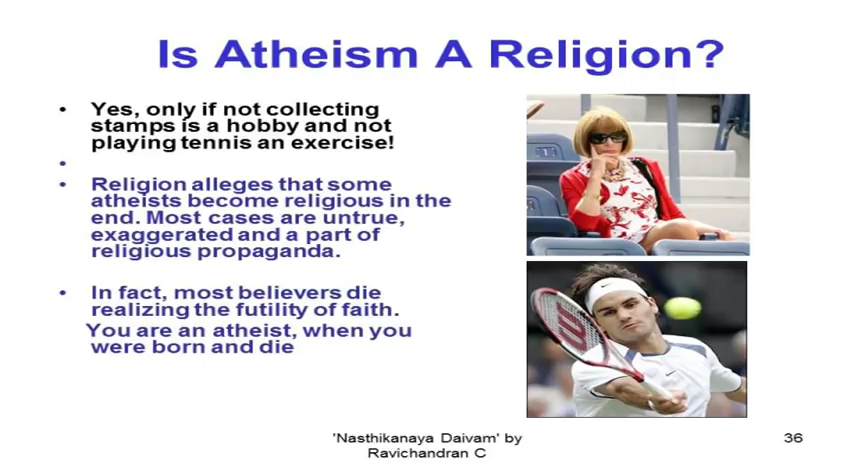 Is Atheism A Religion?
• Yes, only if not collecting
stamps is a hobby and not
playing tennis an exercise!
•
• Religion alleges that some
atheists become religious in the
end. Most cases are untrue,
exaggerated and a part of
religious propaganda.
• In fact, most believers die
realizing the futility of faith.
You are an atheist, when you
were born and die
'Nasthikanaya Daivam' by
Ravichandran C
36